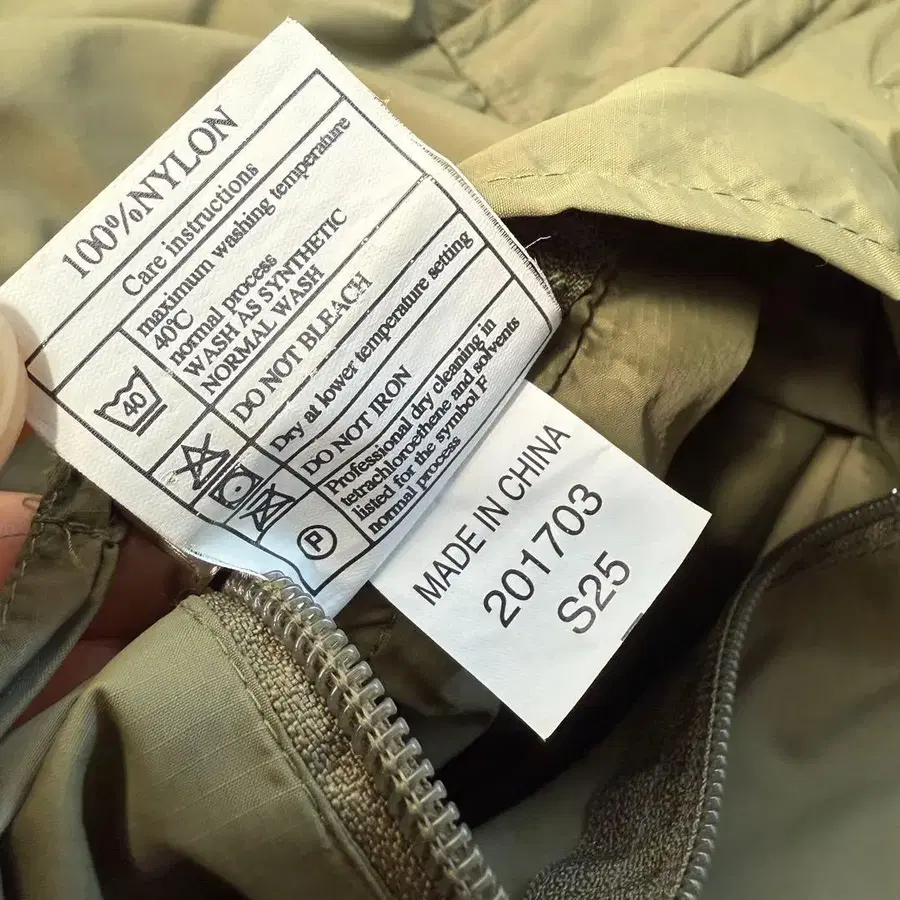 100%NYLON
Care instructions
maximum washing temperature
40℃
normal process
WASH AS SYNTHETIC
NORMAL WASH
40
DO NOT BLEACH
Dry at lower temperature setting
DO NOT IRON
Professional dry cleaning in
tetrachloroethene and solvents
listed for the symbol F
normal process
P
MADE IN CHINA
201703
S25